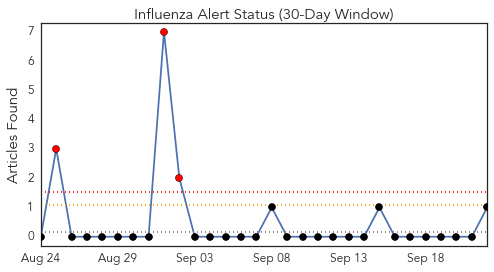 Influenza Alert Status (30-Day Window)
Articles Found
7
6
5
4
3
2
1
0
Aug 24 Aug 29 Sep 03 Sep 08 Sep 13 Sep 18